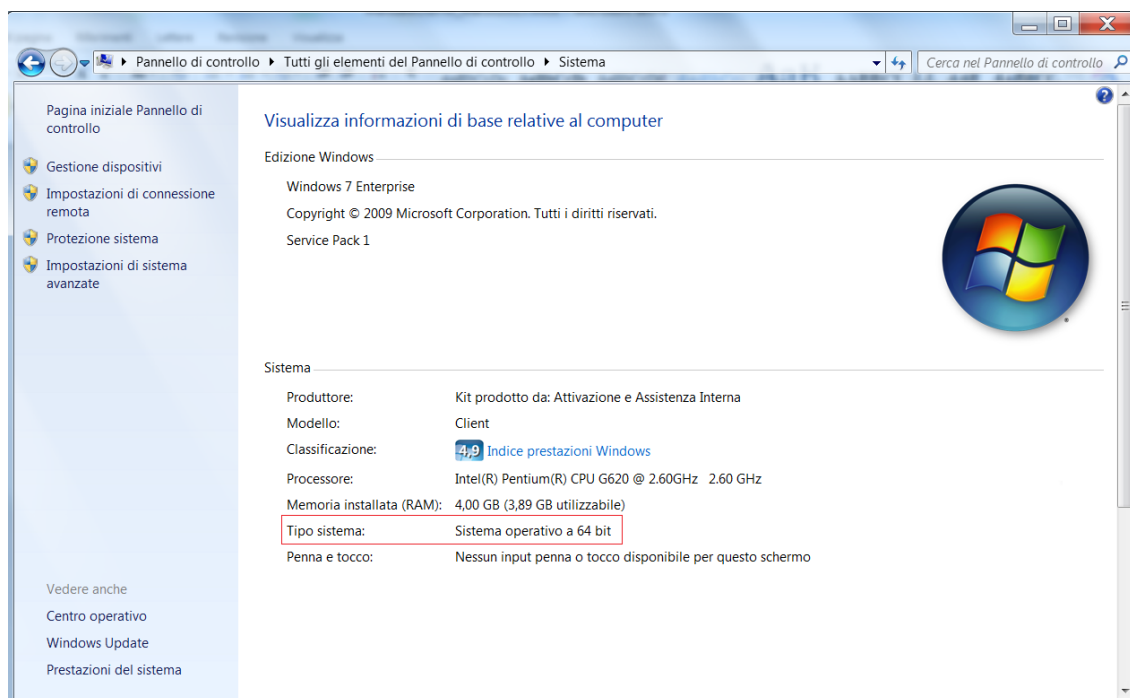 Pannello di controllo ▸ Tutti gli elementi del Pannello di controllo ▸ Sistema
Cerca nel Pannello di controllo
Pagina iniziale Pannello di
controllo
Gestione dispositivi
Impostazioni di connessione
remota
Protezione sistema
Impostazioni di sistema
avanzate
Vedere anche
Centro operativo
Windows Update
Prestazioni del sistema
Visualizza informazioni di base relative al computer
Edizione Windows
Windows 7 Enterprise
Copyright © 2009 Microsoft Corporation. Tutti i diritti riservati.
Service Pack 1
Sistema
Produttore: Kit prodotto da: Attivazione e Assistenza Interna
Modello: Client
Classificazione: 4,9 Indice prestazioni Windows
Processore: Intel(R) Pentium(R) CPU G620 @ 2.60GHz 2.60 GHz
Memoria installata (RAM): 4,00 GB (3,89 GB utilizzabile)
Tipo sistema: Sistema operativo a 64 bit
Penna e tocco: Nessun input penna o tocco disponibile per questo schermo